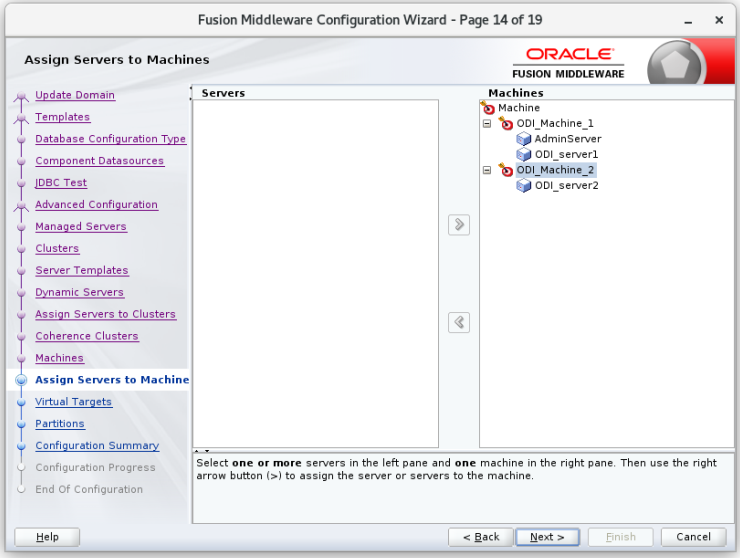 Fusion Middleware Configuration Wizard - Page 14 of 19
Assign Servers to Machines
ORACLE
FUSION MIDDLEWARE
Update Domain
Templates
Database Configuration Type
Component Datasources
JDBC Test
Advanced Configuration
Managed Servers
Clusters
Server Templates
Dynamic Servers
Assign Servers to Clusters
Coherence Clusters
Machines
Assign Servers to Machine
Virtual Targets
Partitions
Configuration Summary
Configuration Progress
End Of Configuration
Servers
Machines
Machine
ODI_Machine_1
AdminServer
ODI_server1
ODI_Machine_2
ODI_server2
Select one or more servers in the left pane and one machine in the right pane. Then use the right
arrow button (>) to assign the server or servers to the machine.
Help
< Back
Next >
Finish
Cancel